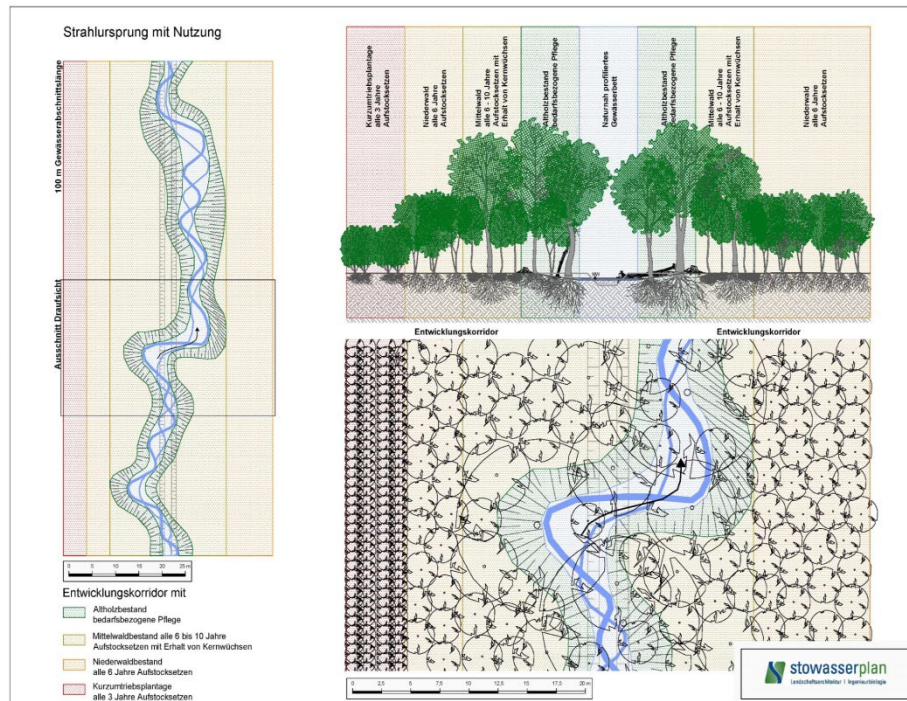 Strahlursprung mit Nutzung
100 m Gewässerabschnittslänge
Ausschnitt Draufsicht
0 5 10 15 20 25 m
Entwicklungskorridor mit
Altholzbestand
bedarfsbezogene Pflege
Mittelwaldbestand alle 6 bis 10 Jahre
Aufstocksetzen mit Erhalt von Kernwüchsen
Niederwaldbestand
alle 6 Jahre Aufstocksetzen
Kurzumtriebsplantage
alle 3 Jahre Aufstocksetzen
Kurzumtriebsplantage
alle 3 Jahre
Aufstocksetzen
Niederwald
alle 6 Jahre
Aufstocksetzen
Mittelwald
alle 6 - 10 Jahre
Aufstocksetzen mit
Erhalt von Kernwüchsen
Altholzbestand
bedarfsbezogene Pflege
Naturnah profiliertes
Gewässerbett
Altholzbestand
bedarfsbezogene Pflege
Mittelwald
alle 6 - 10 Jahre
Aufstocksetzen mit
Erhalt von Kernwüchsen
Niederwald
alle 6 Jahre
Aufstocksetzen
Entwicklungskorridor
Entwicklungskorridor
0 2,5 5 7,5 10 12,5 15 17,5 20 m
stowasserplan
Landschaftsarchitektur | Ingenieurbiologie